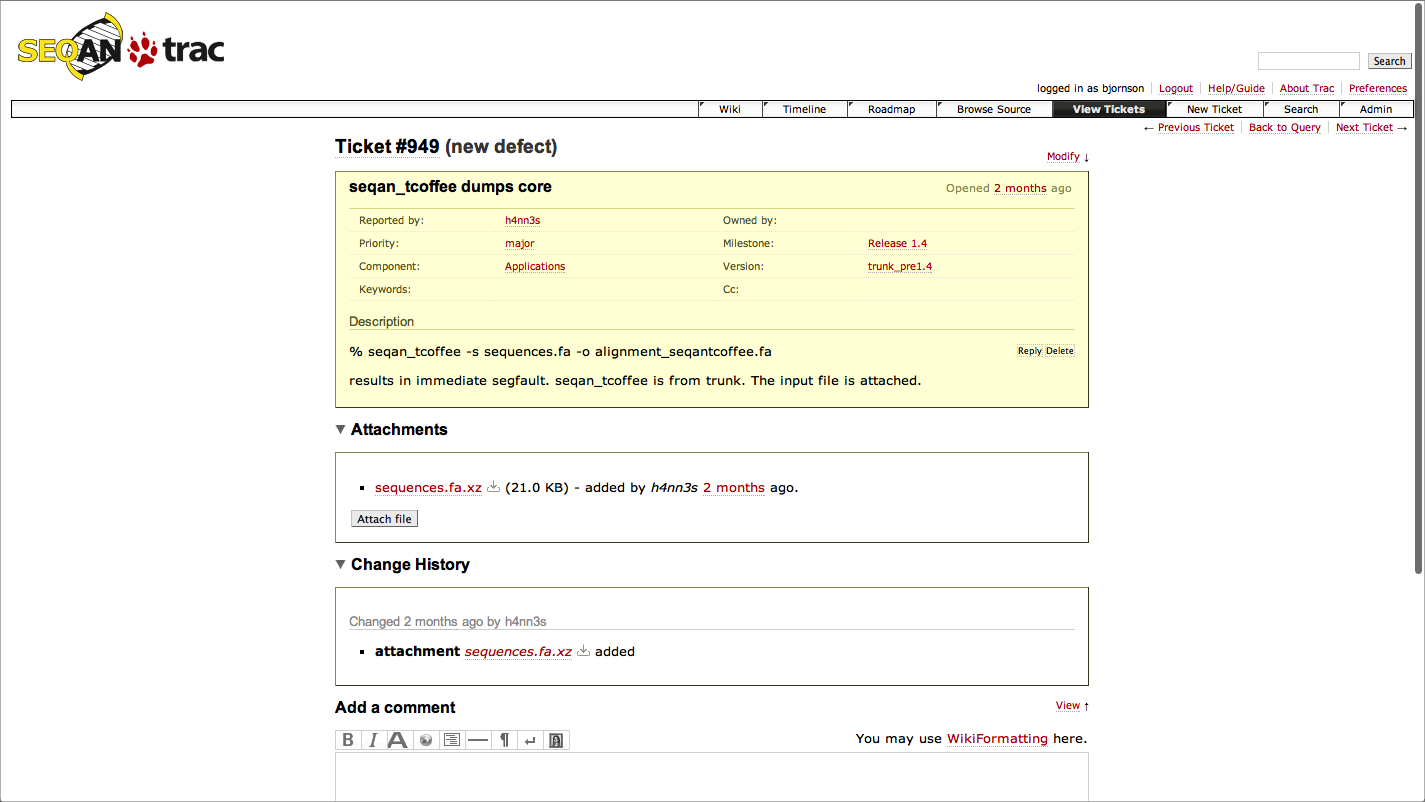 SEQAN trac
Search
logged in as bjornson Logout Help/Guide About Trac Preferences
Wiki Timeline Roadmap Browse Source View Tickets New Ticket Search Admin
← Previous Ticket Back to Query Next Ticket →
Ticket #949 (new defect)
Modify ↓
seqan_tcoffee dumps core
Opened 2 months ago
Reported by: h4nn3s Owned by:
Priority: major Milestone: Release 1.4
Component: Applications Version: trunk_pre1.4
Keywords: Cc:
Description
% seqan_tcoffee -s sequences.fa -o alignment_seqantcoffee.fa
Reply Delete
results in immediate segfault. seqan_tcoffee is from trunk. The input file is attached.
▼ Attachments
▪ sequences.fa.xz (21.0 KB) - added by h4nn3s 2 months ago.
Attach file
▼ Change History
Changed 2 months ago by h4nn3s
▪ attachment sequences.fa.xz added
Add a comment
View ↑
B I A ¶ ↵
You may use WikiFormatting here.